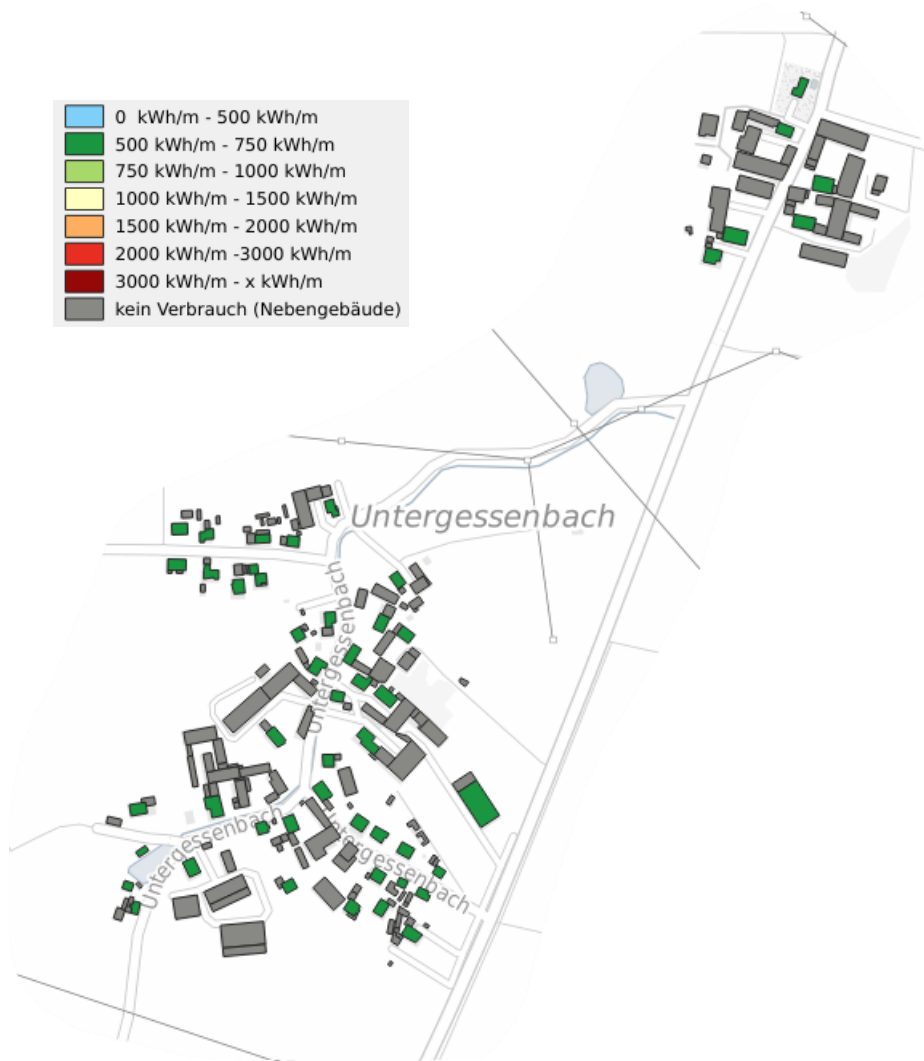 0 kWh/m - 500 kWh/m
500 kWh/m - 750 kWh/m
750 kWh/m - 1000 kWh/m
1000 kWh/m - 1500 kWh/m
1500 kWh/m - 2000 kWh/m
2000 kWh/m -3000 kWh/m
3000 kWh/m - x kWh/m
kein Verbrauch (Nebengebäude)
Untergessenbach
Untergessenbach
Untergessenbach
Untergessenbach